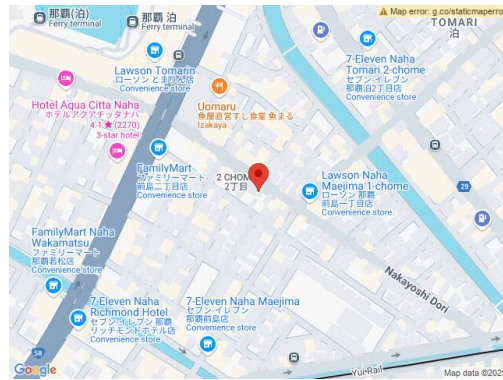 那覇(泊)
Ferry terminal
那覇 泊
Ferry terminal
Map error: g.co/staticmaperro
TOMARI
泊
Lawson Tomarin
ローソン とまりん店
Convenience store
7-Eleven Naha
Tomari 2-chome
セブン-イレブン
那覇泊2丁目店
Convenience store
Hotel Aqua Citta Naha
ホテルアクアチッタナハ
4.1★(2270)
3-star hotel
Uomaru
魚屋直営すし食堂 魚まる
Izakaya
FamilyMart
ファミリーマート
前島二丁目店
Convenience store
2 CHOM
2丁目
Lawson Naha
Maejima 1-chome
ローソン 那覇
前島一丁目店
Convenience store
29
FamilyMart Naha
Wakamatsu
ファミリーマート
那覇若松店
Convenience store
Nakayoshi Dori
7-Eleven Naha
Richmond Hotel
セブン-イレブン 那覇
リッチモンドホテル店
Convenience store
7-Eleven Naha Maejima
セブン-イレブン
那覇前島店
Convenience store
58
Yui Rail
Google
Map data ©202